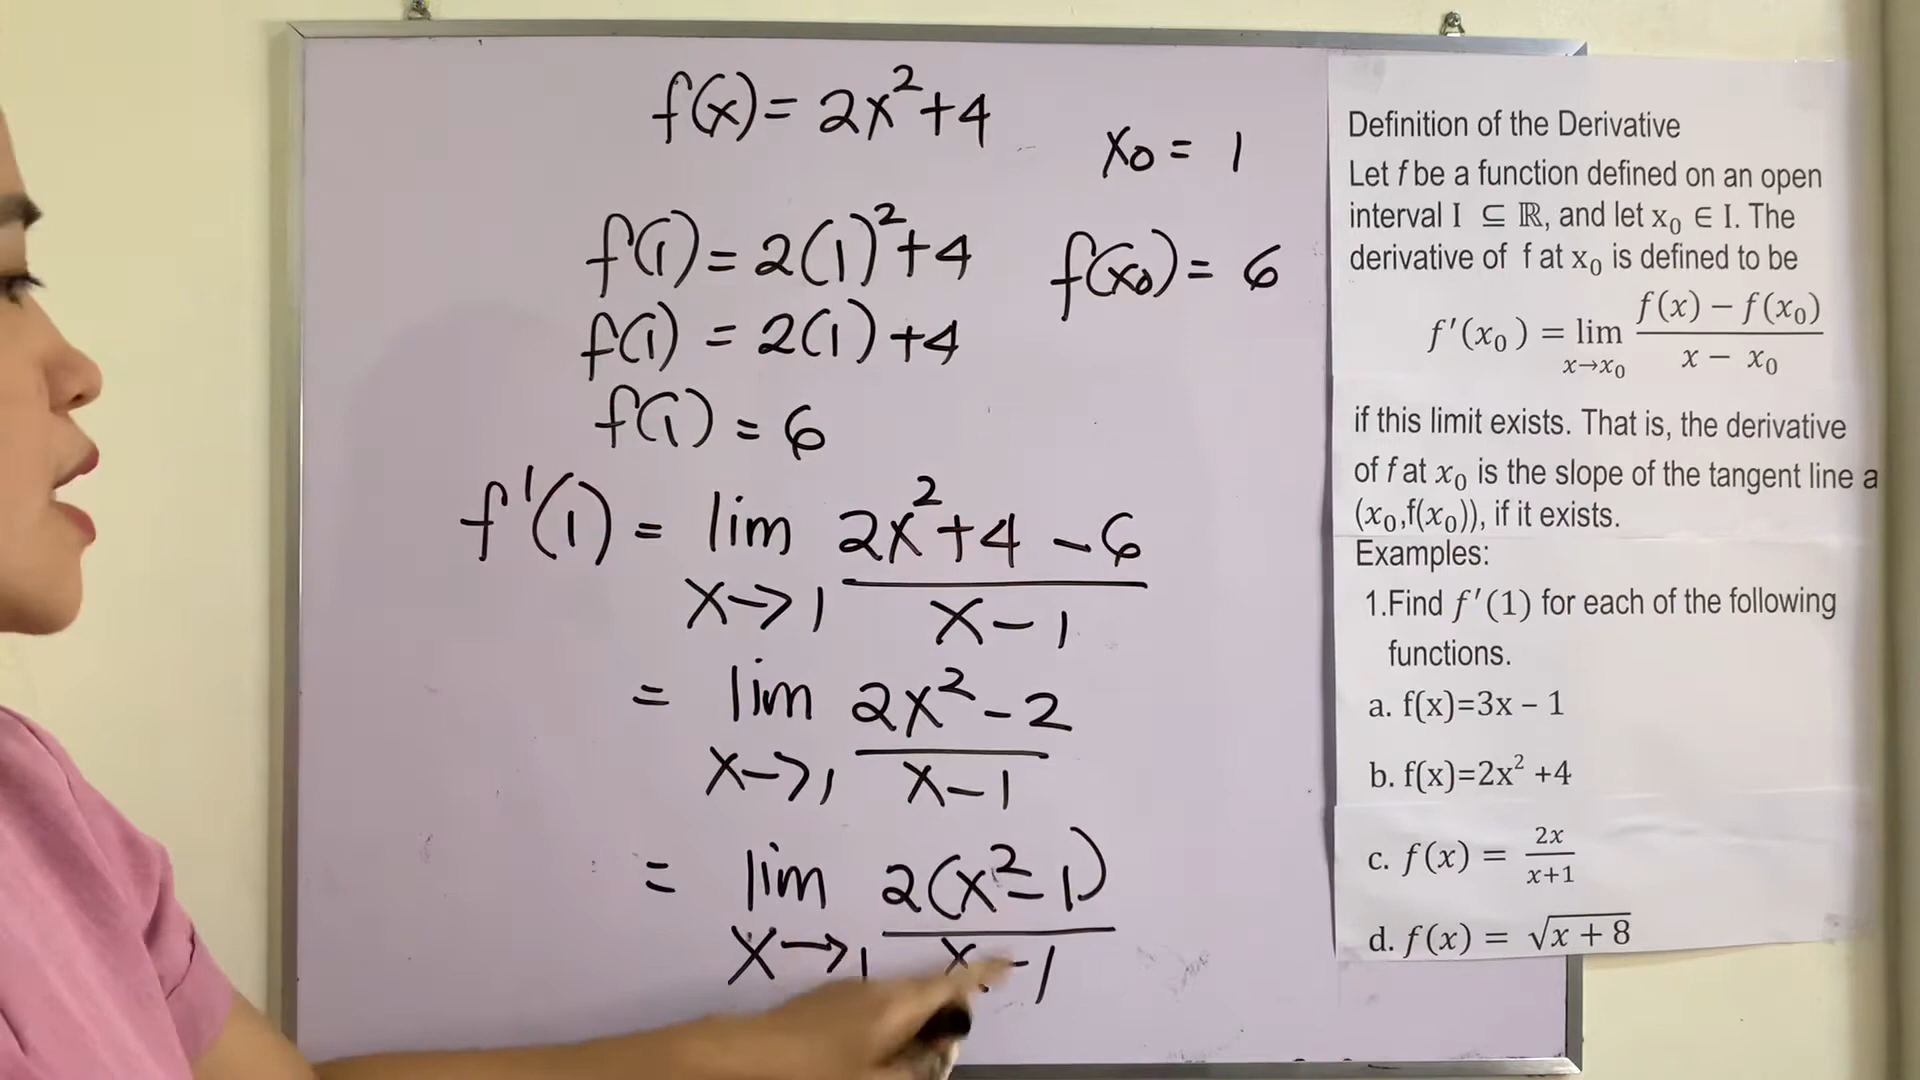 f(x) = 2x² + 4
x₀ = 1
f(1) = 2(1)² + 4
f(x₀) = 6
f(1) = 2(1) + 4
f(1) = 6
f'(1) = lim 2x² + 4 - 6
x→1 x - 1
= lim 2x² - 2
x→1 x - 1
= lim 2(x² - 1)
x→1 x - 1
Definition of the Derivative
Let f be a function defined on an open
interval I ⊆ ℝ, and let x₀ ∈ I. The
derivative of f at x₀ is defined to be
f'(x₀) = lim f(x) − f(x₀)
x→x₀ x − x₀
if this limit exists. That is, the derivative
of f at x₀ is the slope of the tangent line a
(x₀,f(x₀)), if it exists.
Examples:
1.Find f'(1) for each of the following
functions.
a. f(x)=3x − 1
b. f(x)=2x² +4
c. f(x) = 2x
x+1
d. f(x) = √x + 8